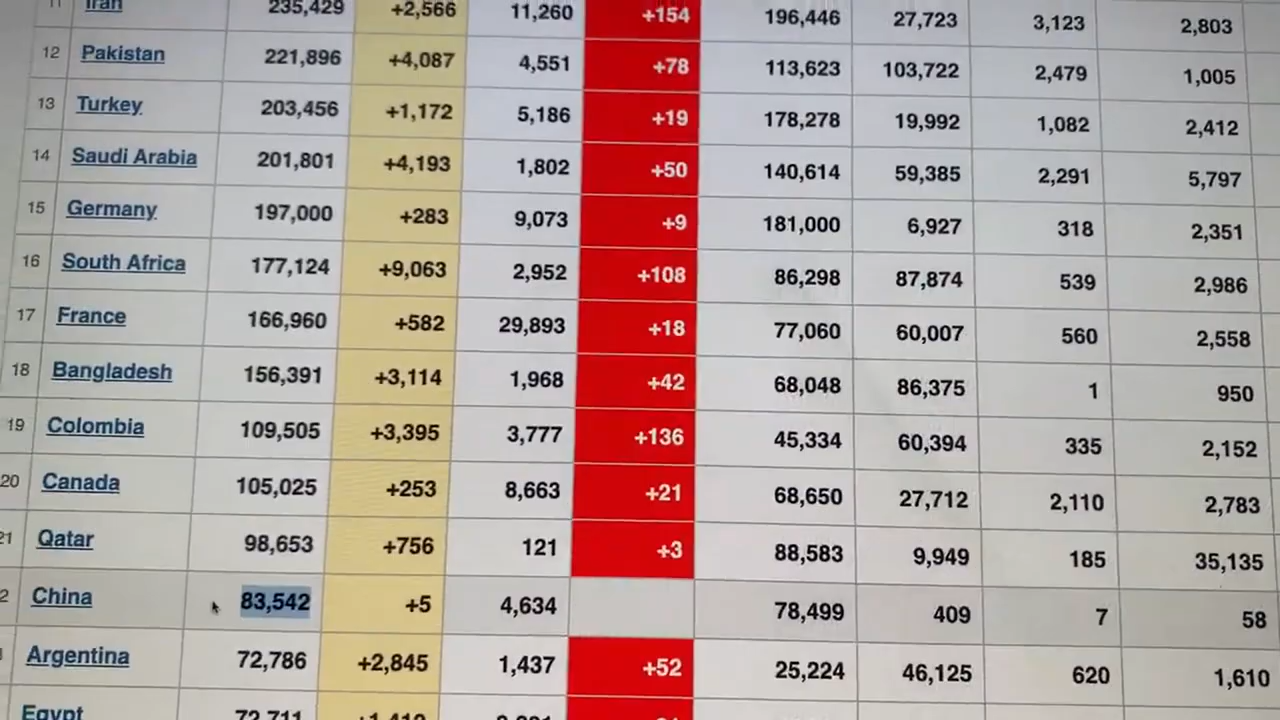 11 Iran 235,429 +2,566 11,260 +154 196,446 27,723 3,123 2,803
12 Pakistan 221,896 +4,087 4,551 +78 113,623 103,722 2,479 1,005
13 Turkey 203,456 +1,172 5,186 +19 178,278 19,992 1,082 2,412
14 Saudi Arabia 201,801 +4,193 1,802 +50 140,614 59,385 2,291 5,797
15 Germany 197,000 +283 9,073 +9 181,000 6,927 318 2,351
16 South Africa 177,124 +9,063 2,952 +108 86,298 87,874 539 2,986
17 France 166,960 +582 29,893 +18 77,060 60,007 560 2,558
18 Bangladesh 156,391 +3,114 1,968 +42 68,048 86,375 1 950
19 Colombia 109,505 +3,395 3,777 +136 45,334 60,394 335 2,152
20 Canada 105,025 +253 8,663 +21 68,650 27,712 2,110 2,783
21 Qatar 98,653 +756 121 +3 88,583 9,949 185 35,135
2 China 83,542 +5 4,634 78,499 409 7 58
Argentina 72,786 +2,845 1,437 +52 25,224 46,125 620 1,610
Egypt 72,711